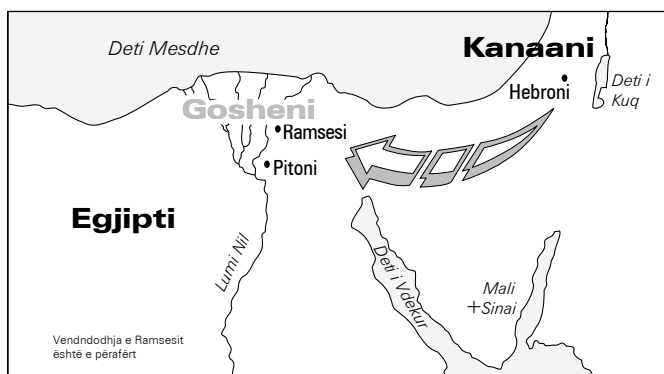 Deti Mesdhe
Kanaani
Hebroni
Deti i
Kuq
Gosheni
Ramsesi
Pitoni
Egjipti
Lumi Nil
Deti i Vdekur
Mali
Sinai
Vendndodhja e Ramsesit
është e përafërt